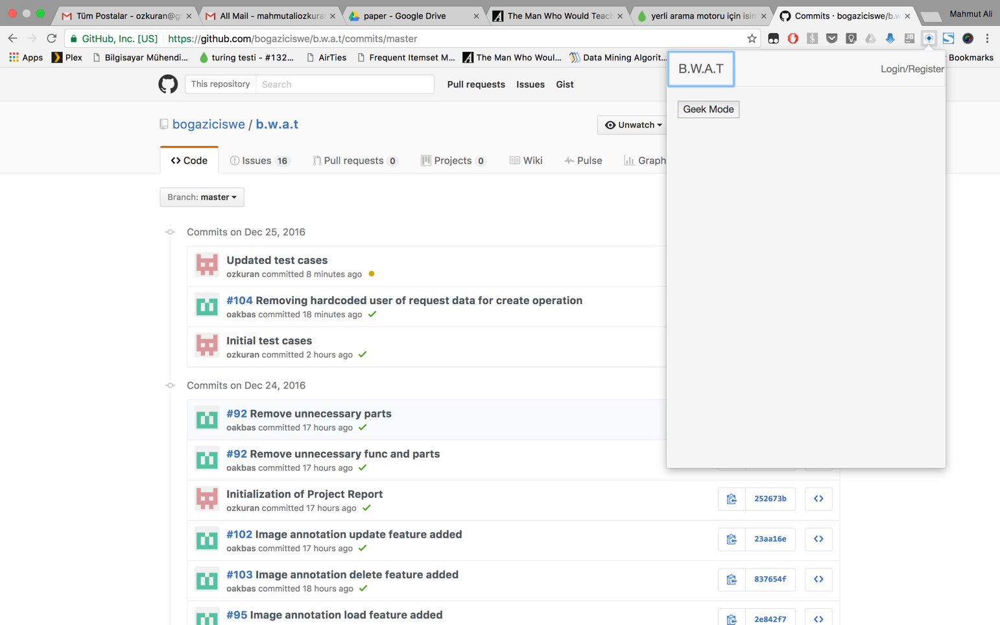 Tüm Postalar - ozkuran@g
All Mail - mahmutaliozkura
paper - Google Drive
The Man Who Would Teach
yerli arama motoru için isim
Commits · bogaziciswe/b.w
Mahmut Ali
GitHub, Inc. [US] https://github.com/bogaziciswe/b.w.a.t/commits/master
Apps
Plex
Bilgisayar Mühendi...
turing testi - #132...
AirTies
Frequent Itemset M...
The Man Who Woul...
Data Mining Algorit...
Bookmarks
This repository Search
Pull requests Issues Gist
B.W.A.T
Login/Register
Geek Mode
bogaziciswe / b.w.a.t
Unwatch
Code
Issues 16
Pull requests 0
Projects 0
Wiki
Pulse
Graph
Branch: master
Commits on Dec 25, 2016
Updated test cases
ozkuran committed 8 minutes ago
#104 Removing hardcoded user of request data for create operation
oakbas committed 18 minutes ago
Initial test cases
ozkuran committed 2 hours ago
Commits on Dec 24, 2016
#92 Remove unnecessary parts
oakbas committed 17 hours ago
#92 Remove unnecessary func and parts
oakbas committed 17 hours ago
Initialization of Project Report
ozkuran committed 17 hours ago
252673b
#102 Image annotation update feature added
oakbas committed 17 hours ago
23aa16e
#103 Image annotation delete feature added
oakbas committed 18 hours ago
837654f
#95 Image annotation load feature added
2e842f7